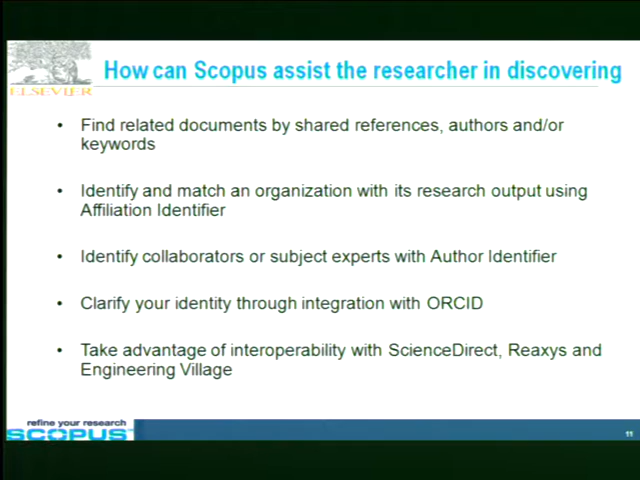 How can Scopus assist the researcher in discovering
ELSEVIER
• Find related documents by shared references, authors and/or
keywords
• Identify and match an organization with its research output using
Affiliation Identifier
• Identify collaborators or subject experts with Author Identifier
• Clarify your identity through integration with ORCID
• Take advantage of interoperability with ScienceDirect, Reaxys and
Engineering Village
refine your research
SCOPUS™
11